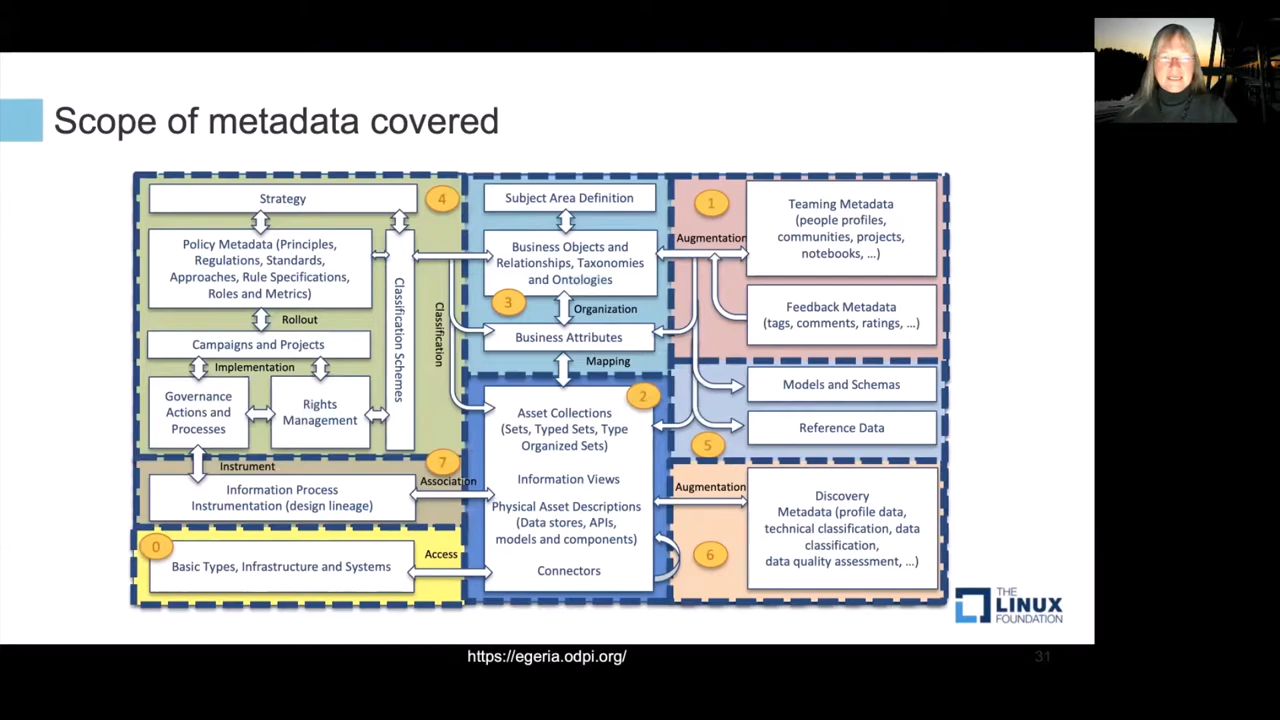 Scope of metadata covered
Strategy
4
Policy Metadata (Principles,
Regulations, Standards,
Approaches, Rule Specifications,
Roles and Metrics)
Classification Schemes
Classification
Rollout
Campaigns and Projects
Implementation
Governance
Actions and
Processes
Rights
Management
Subject Area Definition
Business Objects and
Relationships, Taxonomies
and Ontologies
3
Organization
Business Attributes
Mapping
1
Augmentation
Teaming Metadata
(people profiles,
communities, projects,
notebooks, ...)
Feedback Metadata
(tags, comments, ratings, ...)
2
Asset Collections
(Sets, Typed Sets, Type
Organized Sets)
Information Views
Physical Asset Descriptions
(Data stores, APIs,
models and components)
Connectors
Models and Schemas
Reference Data
5
Instrument
7
Association
Information Process
Instrumentation (design lineage)
0
Access
Basic Types, Infrastructure and Systems
Augmentation
6
Discovery
Metadata (profile data,
technical classification, data
classification,
data quality assessment, ...)
THE
LINUX
FOUNDATION
https://egeria.odpi.org/
31